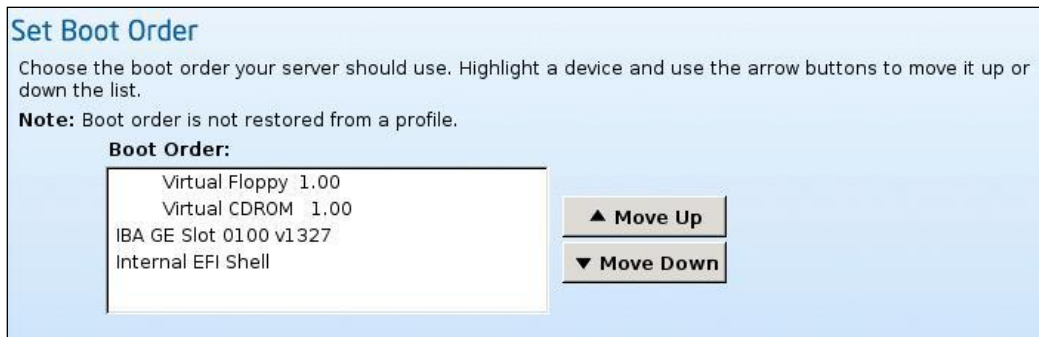 Set Boot Order
Choose the boot order your server should use. Highlight a device and use the arrow buttons to move it up or
down the list.
Note: Boot order is not restored from a profile.
Boot Order:
Virtual Floppy 1.00
Virtual CDROM 1.00
IBA GE Slot 0100 v1327
Internal EFI Shell
▲ Move Up
▼ Move Down